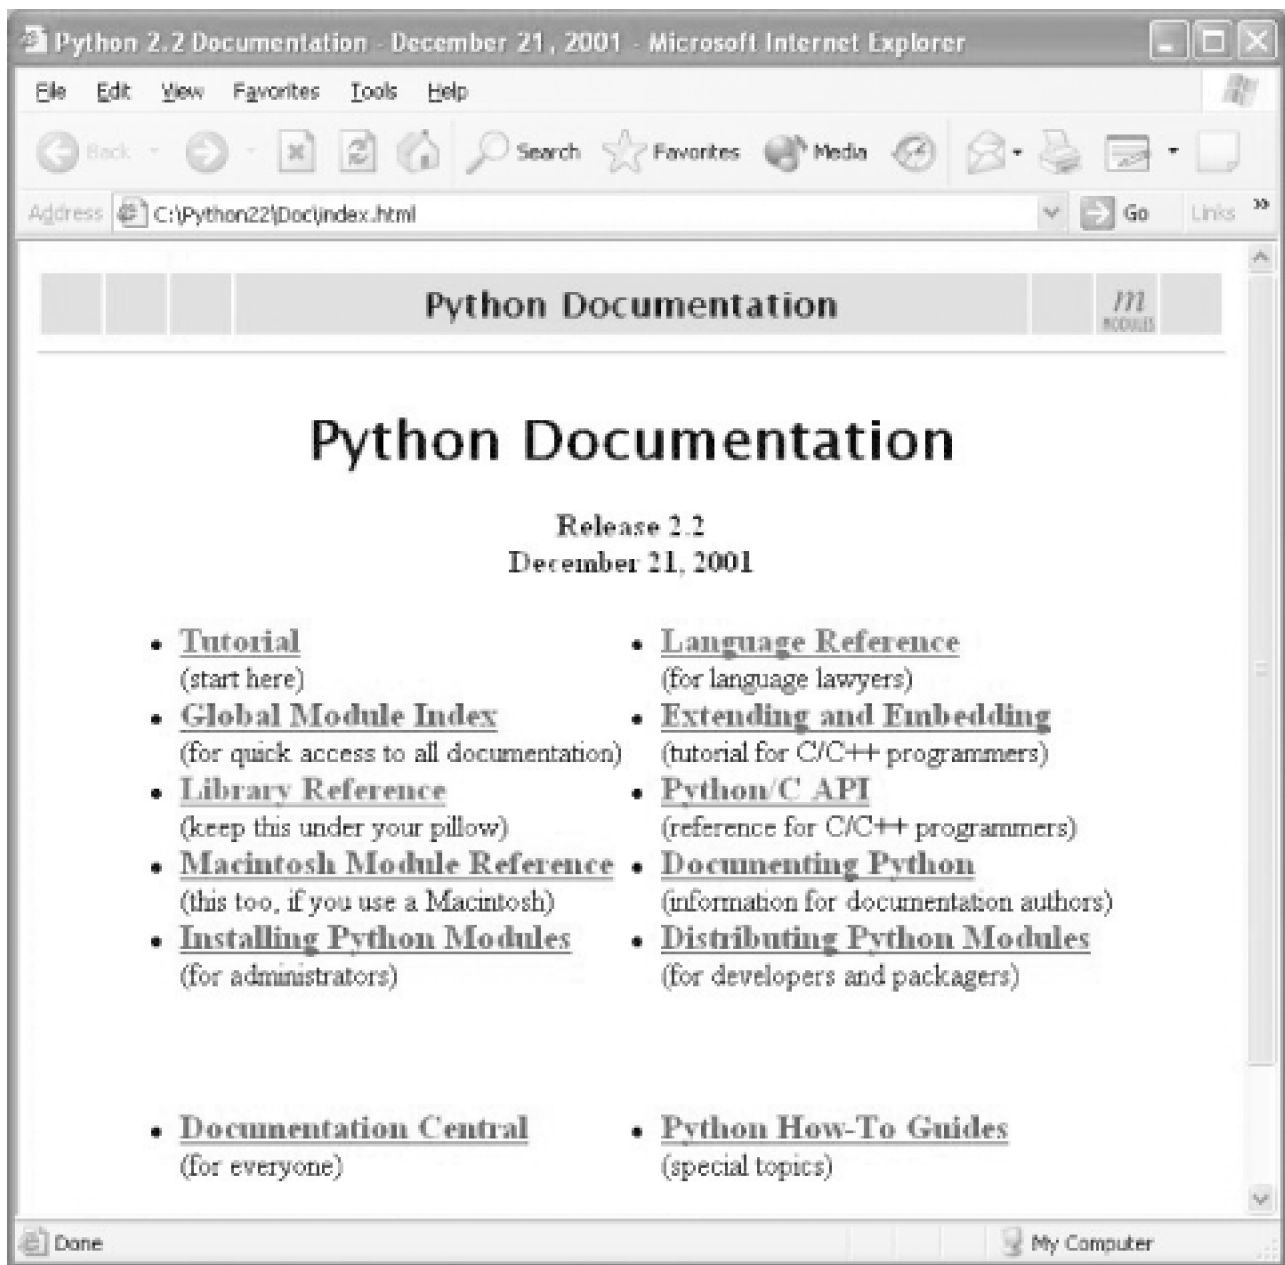 Python 2.2 Documentation - December 21, 2001 - Microsoft Internet Explorer
File Edit View Favorites Tools Help
Back Search Favorites Media
Address C:\Python22\Doc\index.html Go Links »
Python Documentation m
MODULES
Python Documentation
Release 2.2
December 21, 2001
• Tutorial
(start here)
• Global Module Index
(for quick access to all documentation)
• Library Reference
(keep this under your pillow)
• Macintosh Module Reference
(this too, if you use a Macintosh)
• Installing Python Modules
(for administrators)
• Language Reference
(for language lawyers)
• Extending and Embedding
(tutorial for C/C++ programmers)
• Python/C API
(reference for C/C++ programmers)
• Documenting Python
(information for documentation authors)
• Distributing Python Modules
(for developers and packagers)
• Documentation Central
(for everyone)
• Python How-To Guides
(special topics)
Done My Computer